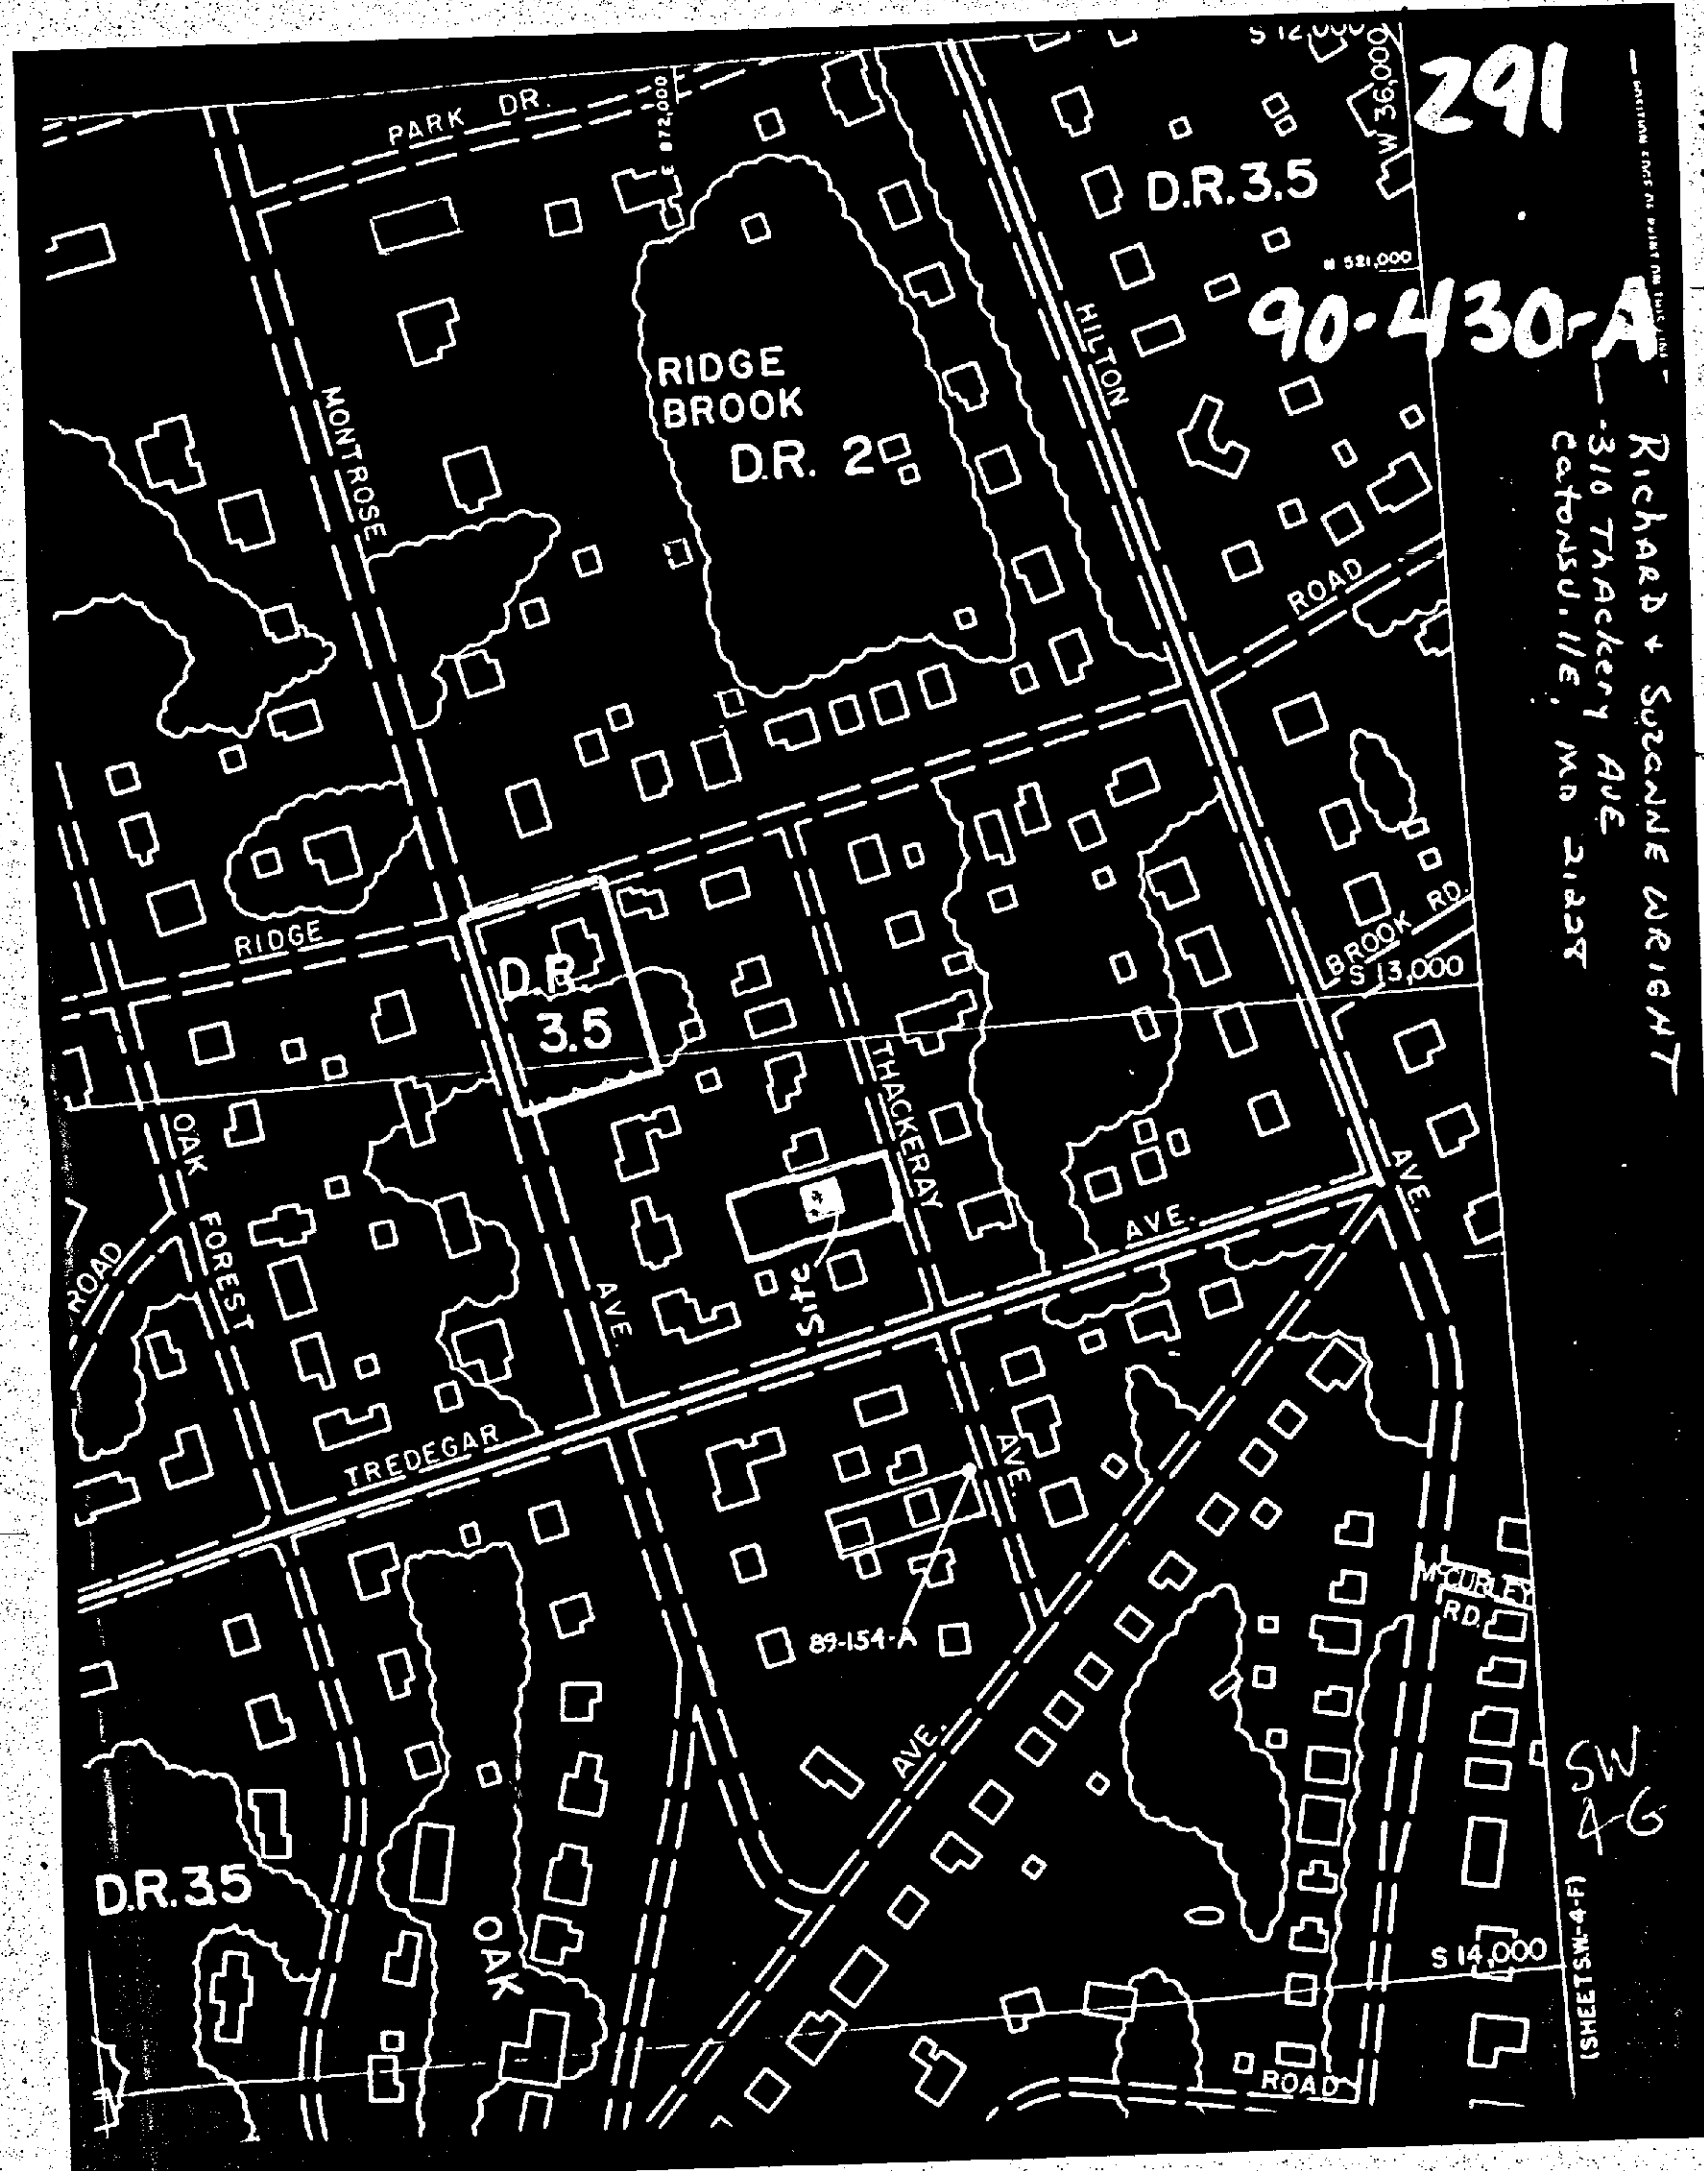 S 12,000
W 36,000
291
PARK DR.
E 872,000
D.R. 3.5
N 521,000
90-430-A
HILTON
RIDGE
BROOK
D.R. 2
MONTROSE
RichARD + SuzANNE WRIGHT
310 ThAckery AVE
CatoNsvillE, MD 21228
ROAD
RIDGE
BROOK RD.
S 13,000
D.R.
3.5
THACKERAY
OAK
FOREST
ROAD
AVE.
AVE.
AVE.
Site
TREDEGAR
AVE.
McCURLEY
RD.
89-154-A
AVE.
SW
4-G
D.R. 3.5
OAK
S 14,000
(SHEET S.W.-4-F)
ROAD